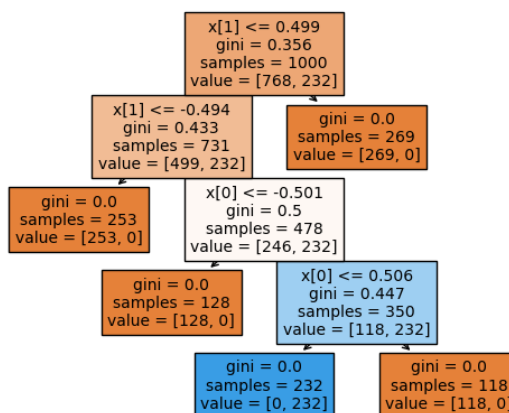 x[1] <= 0.499
gini = 0.356
samples = 1000
value = [768, 232]
x[1] <= -0.494
gini = 0.433
samples = 731
value = [499, 232]
gini = 0.0
samples = 269
value = [269, 0]
gini = 0.0
samples = 253
value = [253, 0]
x[0] <= -0.501
gini = 0.5
samples = 478
value = [246, 232]
gini = 0.0
samples = 128
value = [128, 0]
x[0] <= 0.506
gini = 0.447
samples = 350
value = [118, 232]
gini = 0.0
samples = 232
value = [0, 232]
gini = 0.0
samples = 118
value = [118, 0]